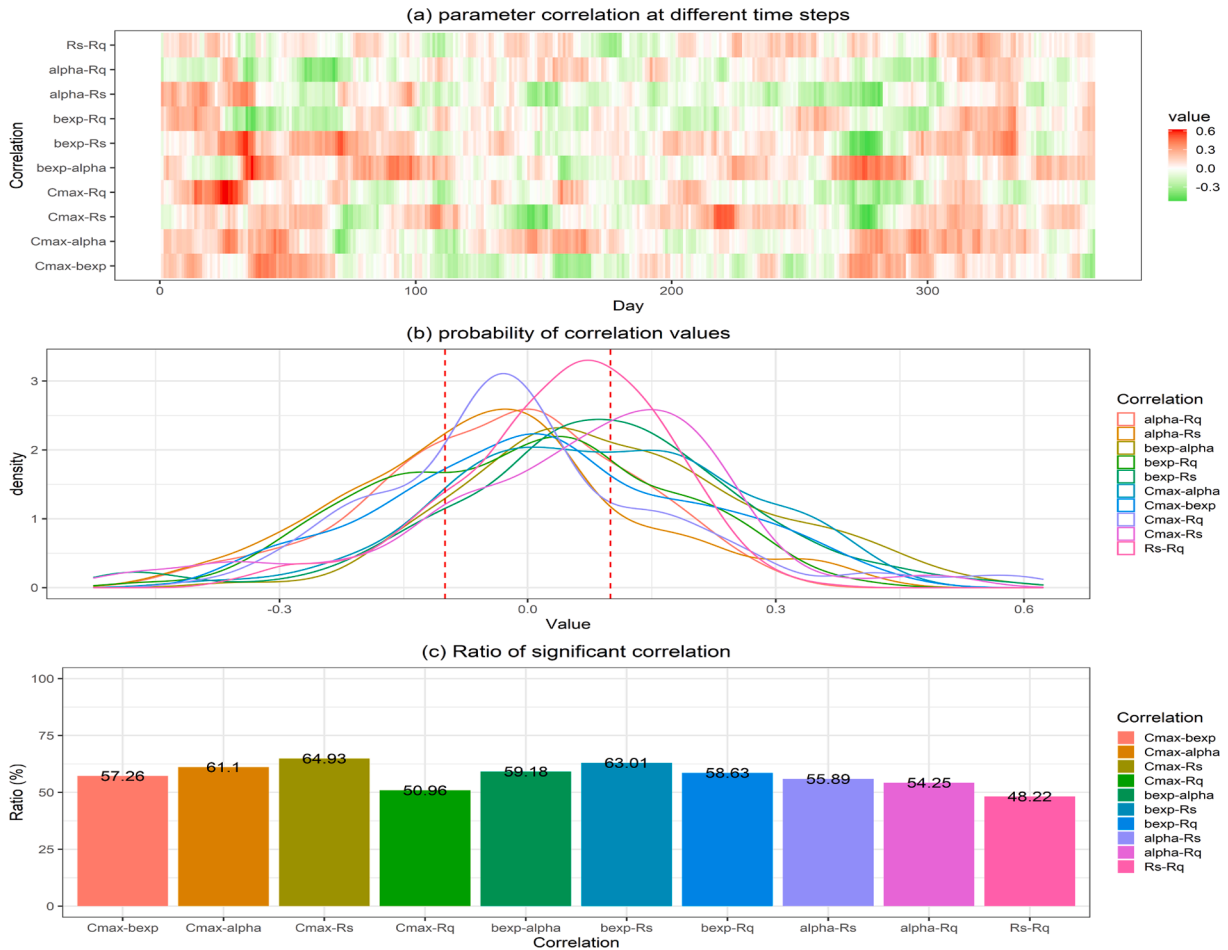 (a) parameter correlation at different time steps
Correlation
Rs-Rq
alpha-Rq
alpha-Rs
bexp-Rq
bexp-Rs
bexp-alpha
Cmax-Rq
Cmax-Rs
Cmax-alpha
Cmax-bexp
0
100
200
300
Day
value
0.6
0.3
0.0
-0.3
(b) probability of correlation values
density
3
2
1
0
-0.3
0.0
0.3
0.6
Value
Correlation
alpha-Rq
alpha-Rs
bexp-alpha
bexp-Rq
bexp-Rs
Cmax-alpha
Cmax-bexp
Cmax-Rq
Cmax-Rs
Rs-Rq
(c) Ratio of significant correlation
Ratio (%)
100
75
50
25
0
57.26
61.1
64.93
50.96
59.18
63.01
58.63
55.89
54.25
48.22
Cmax-bexp
Cmax-alpha
Cmax-Rs
Cmax-Rq
bexp-alpha
bexp-Rs
bexp-Rq
alpha-Rs
alpha-Rq
Rs-Rq
Correlation
Correlation
Cmax-bexp
Cmax-alpha
Cmax-Rs
Cmax-Rq
bexp-alpha
bexp-Rs
bexp-Rq
alpha-Rs
alpha-Rq
Rs-Rq